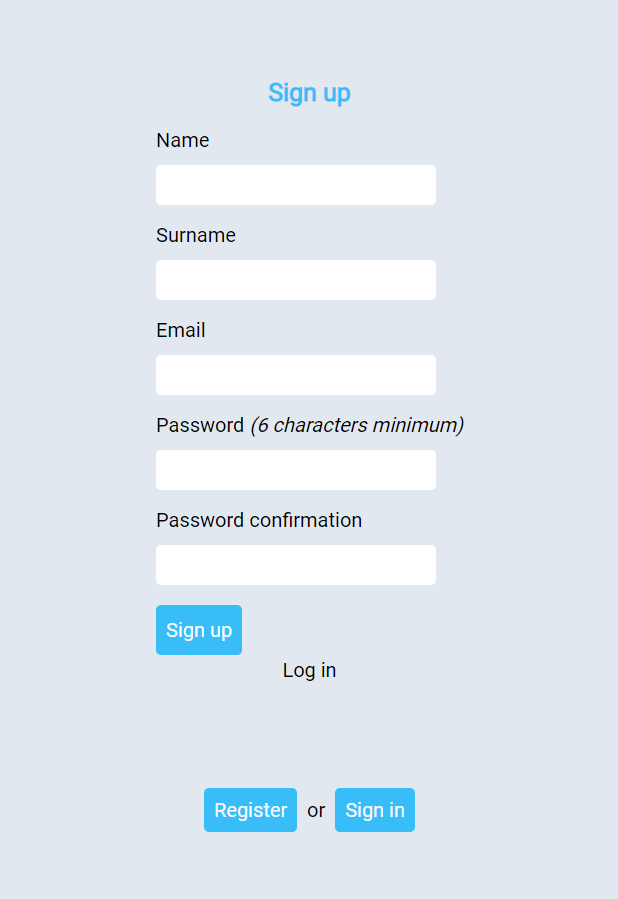 Sign up
Name
Surname
Email
Password (6 characters minimum)
Password confirmation
Sign up
Log in
Register or Sign in